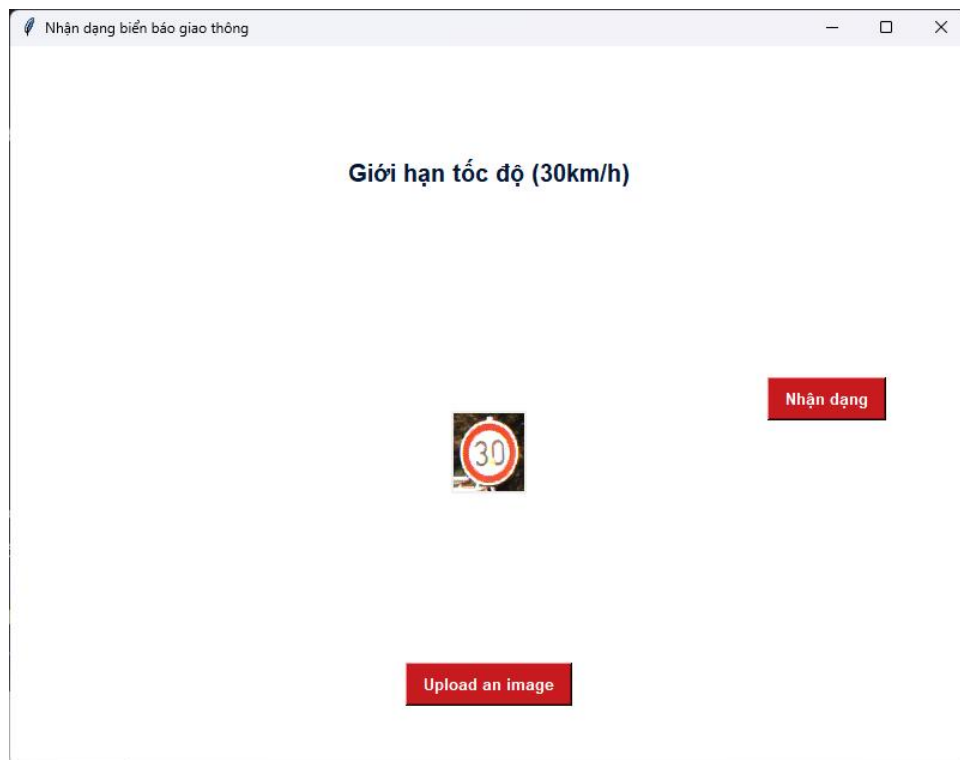 Nhận dạng biển báo giao thông
Giới hạn tốc độ (30km/h)
Nhận dạng
30
Upload an image